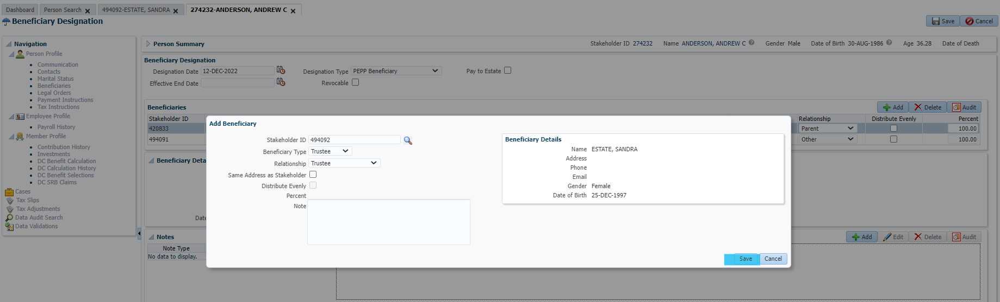 Dashboard Person Search 494092-ESTATE, SANDRA 274232-ANDERSON, ANDREW C
Beneficiary Designation
Save Cancel
Navigation
Person Profile
Communication
Contacts
Marital Status
Beneficiaries
Legal Orders
Payment Instructions
Tax Instructions
Employee Profile
Payroll History
Member Profile
Contribution History
Investments
DC Benefit Calculation
DC Calculation History
DC Benefit Selections
DC SRB Claims
Cases
Tax Slips
Tax Adjustments
Data Audit Search
Data Validations
Person Summary Stakeholder ID 274232 Name ANDERSON, ANDREW C Gender Male Date of Birth 30-AUG-1986 Age 36.28 Date of Death
Beneficiary Designation
Designation Date 12-DEC-2022 Designation Type PEPP Beneficiary Pay to Estate
Effective End Date Revocable
Beneficiaries Add Delete Audit
Stakeholder ID Relationship Distribute Evenly Percent
420833 Parent 100.00
494091 Other 100.00
Beneficiary Deta
Date
Notes Add Edit Delete Audit
Note Type
No data to display.
Add Beneficiary
Stakeholder ID 494092
Beneficiary Type Trustee
Relationship Trustee
Same Address as Stakeholder
Distribute Evenly
Percent
Note
Beneficiary Details
Name ESTATE, SANDRA
Address
Phone
Email
Gender Female
Date of Birth 25-DEC-1997
Save Cancel